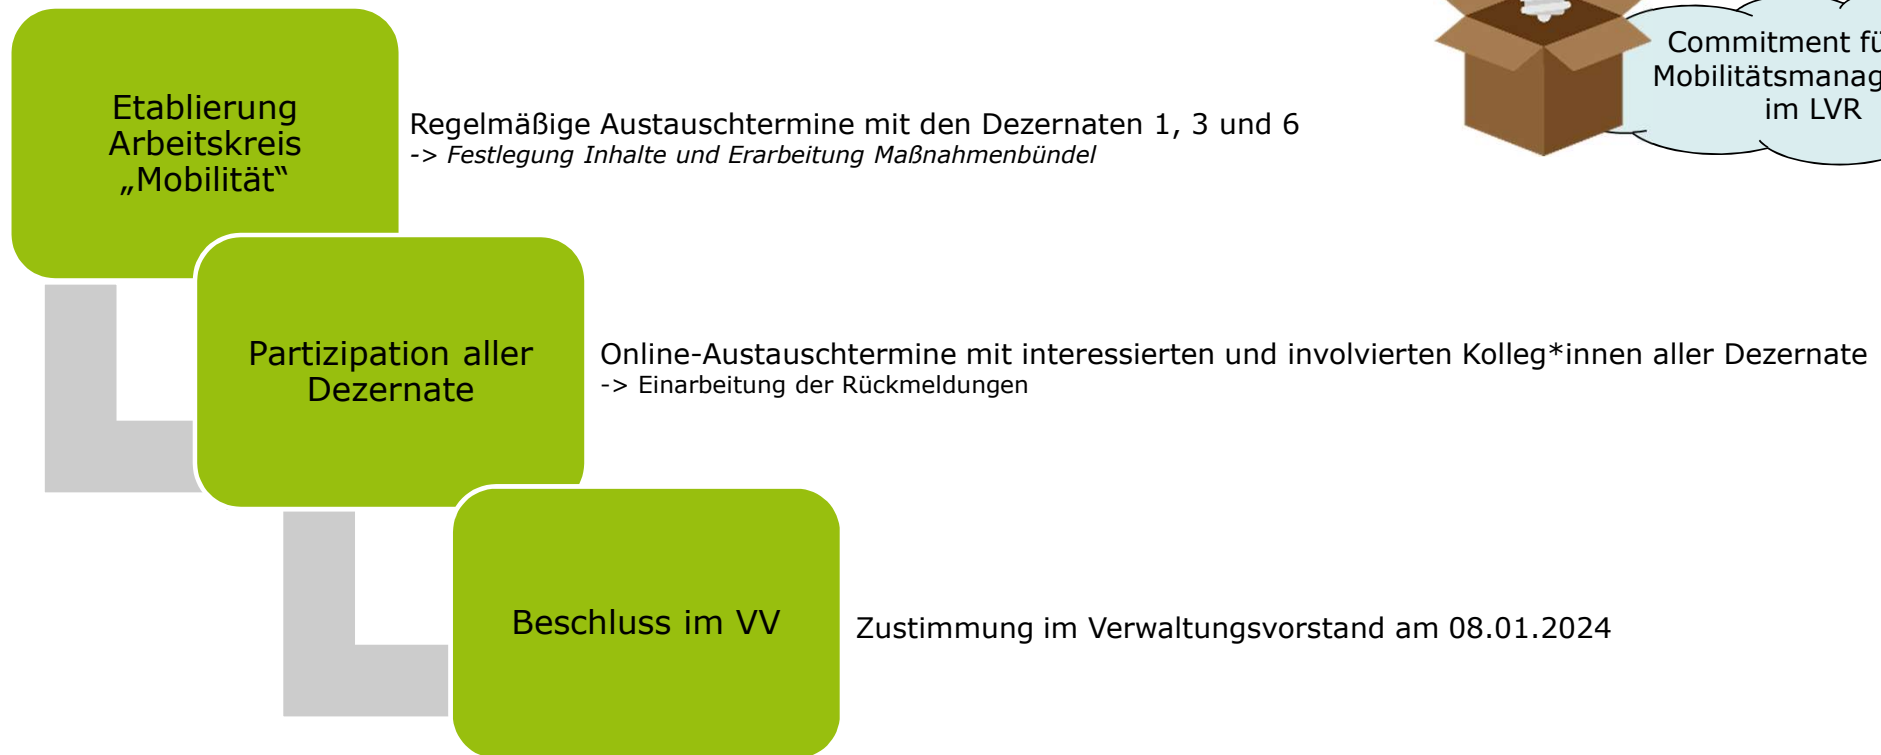 Etablierung
Arbeitskreis
„Mobilität“
Regelmäßige Austauschtermine mit den Dezernaten 1, 3 und 6
-> Festlegung Inhalte und Erarbeitung Maßnahmenbündel
Commitment
im LVR
Partizipation aller
Dezernate
Online-Austauschtermine mit interessierten und involvierten Kolleg*innen aller Dezernate
-> Einarbeitung der Rückmeldungen
Beschluss im VV
Zustimmung im Verwaltungsvorstand am 08.01.2024